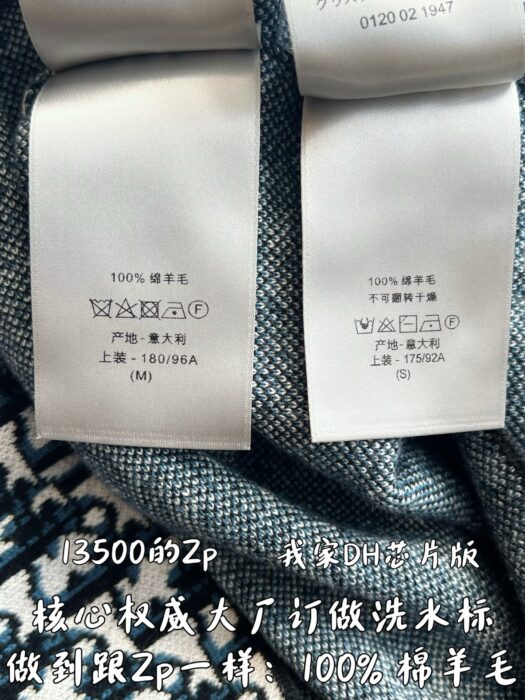 0120 02 1947
100% 绵羊毛
产地-意大利
上装-180/96A
(M)
100% 绵羊毛
不可翻转干燥
F
产地-意大利
上装-175/92A
(S)
F
13500的Zp
我家DH芯片版
核心权威大厂订做洗水标
做到跟Zp一样：100%棉羊毛